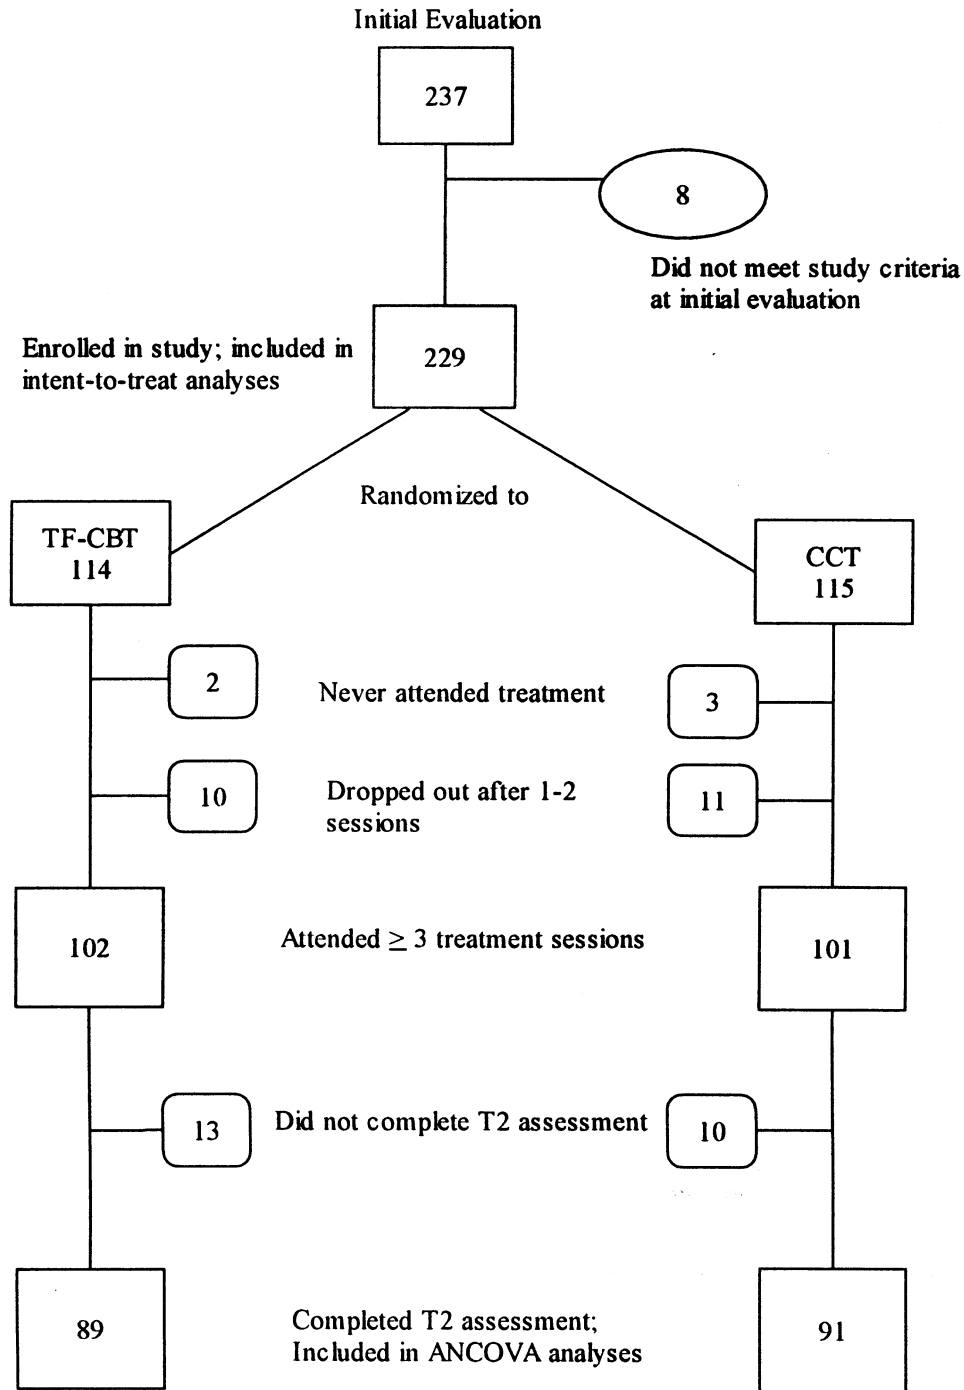 Initial Evaluation
237
8
Did not meet study criteria
at initial evaluation
Enrolled in study; included in
intent-to-treat analyses
229
Randomized to
TF-CBT
114
CCT
115
2
Never attended treatment
3
10
Dropped out after 1-2
sessions
11
102
Attended ≥ 3 treatment sessions
101
13
Did not complete T2 assessment
10
89
Completed T2 assessment;
Included in ANCOVA analyses
91